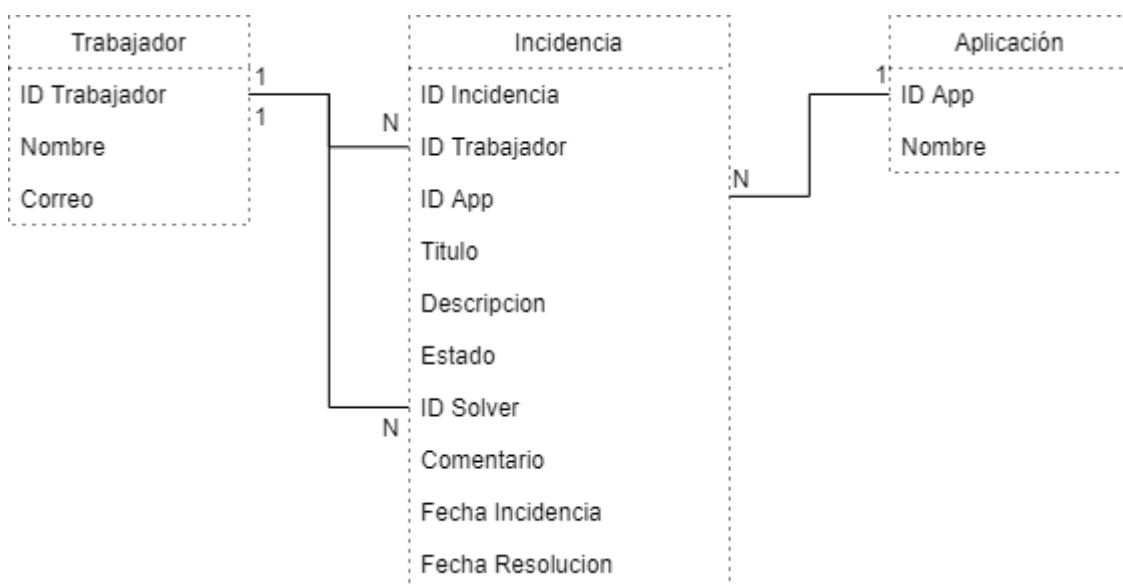 Trabajador
ID Trabajador
Nombre
Correo
1
1
N
N
Incidencia
ID Incidencia
ID Trabajador
ID App
Titulo
Descripcion
Estado
ID Solver
Comentario
Fecha Incidencia
Fecha Resolucion
N
1
Aplicación
ID App
Nombre